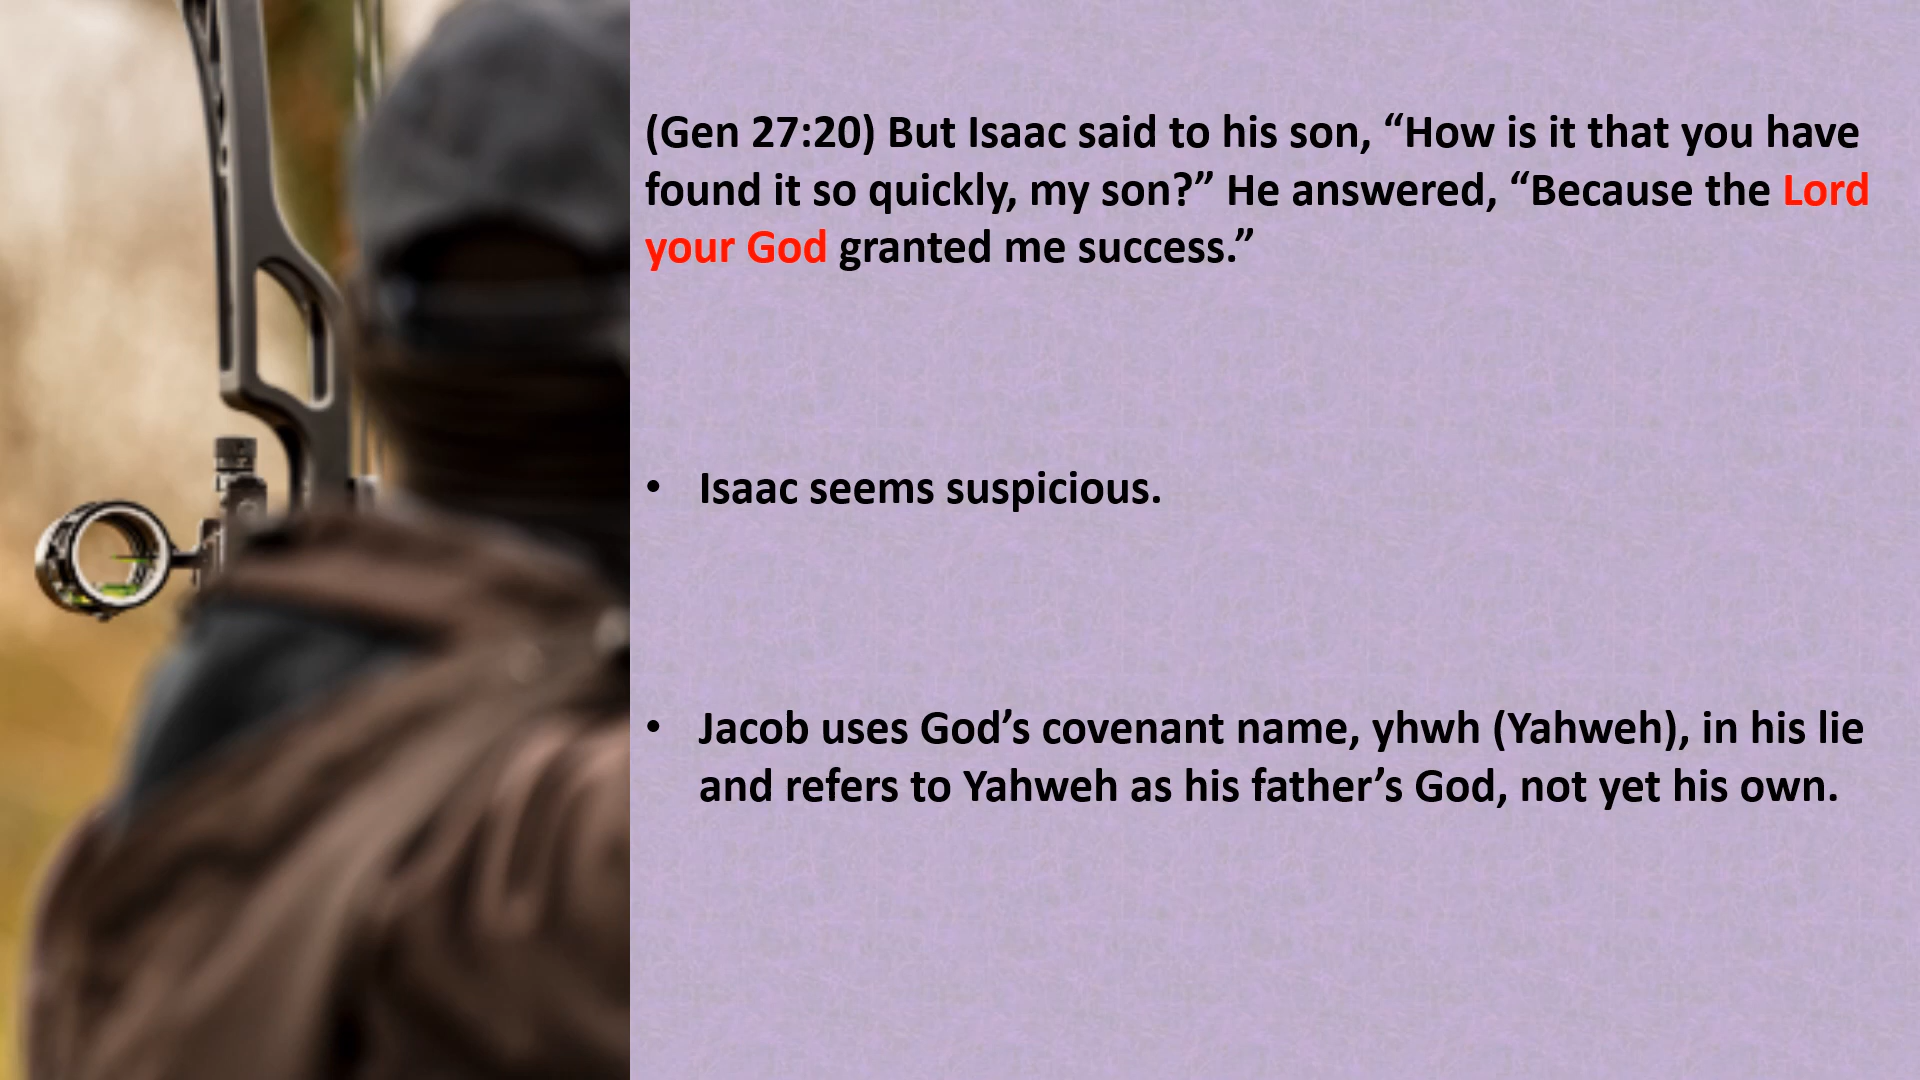 (Gen 27:20) But Isaac said to his son, “How is it that you have
found it so quickly, my son?” He answered, “Because the Lord
your God granted me success.”
• Isaac seems suspicious.
• Jacob uses God’s covenant name, yhwh (Yahweh), in his lie
and refers to Yahweh as his father’s God, not yet his own.